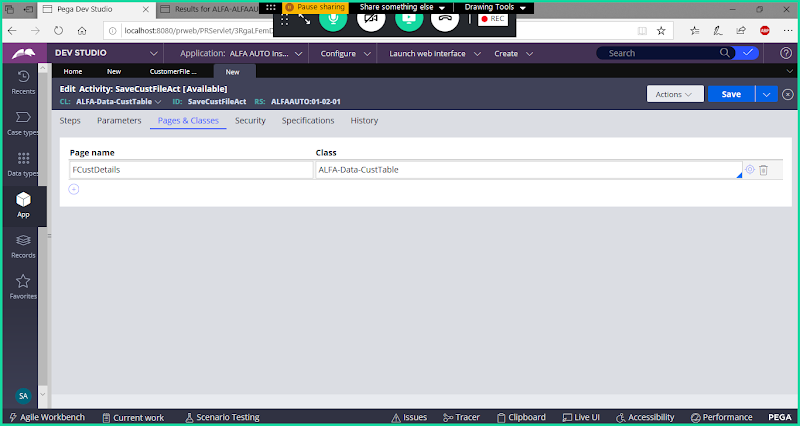 Pause sharing Share something else Drawing Tools
Pega Dev Studio Results for ALFA-ALFAAUTO
REC
localhost:8080/prweb/PRServlet/3RgaLFemD
DEV STUDIO Application: ALFA AUTO Ins... Configure Launch web Interface Create Search
Home New CustomerFile ... New
Recents
Edit Activity: SaveCustFileAct [Available]
CL: ALFA-Data-CustTable ID: SaveCustFileAct RS: ALFAAUTO:01-02-01
Actions Save
Case types
Steps Parameters Pages & Classes Security Specifications History
Page name Class
FCustDetails ALFA-Data-CustTable
Data types
App
Records
Favorites
SA
Agile Workbench Current work Scenario Testing Issues Tracer Clipboard Live UI Accessibility Performance PEGA